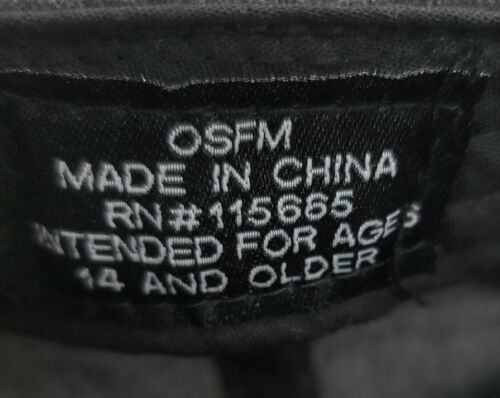 OSFM
MADE IN CHINA
RN#115665
INTENDED FOR AGES
14 AND OLDER